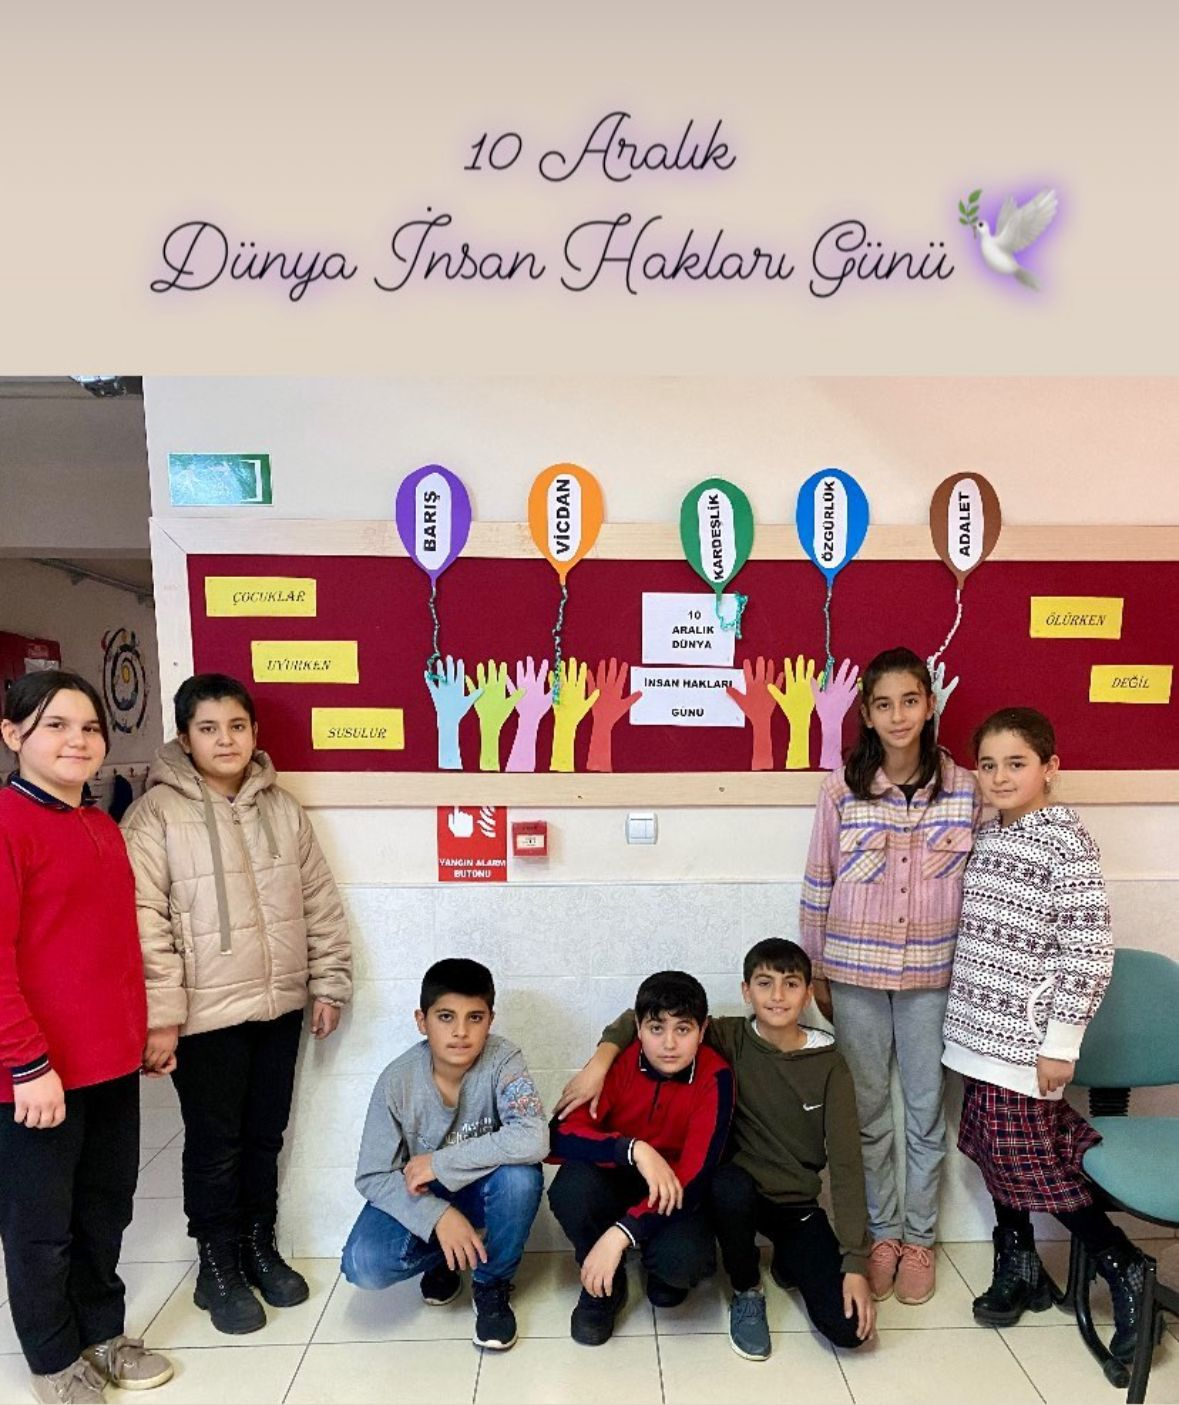 10 Aralık
Dünya İnsan Hakları Günü
BARIŞ
VİCDAN
KARDEŞLİK
ÖZGÜRLÜK
ADALET
ÇOCUKLAR
UYURKEN
SUSULUR
10
ARALIK
DÜNYA
İNSAN HAKLARI
GÜNÜ
ÖLÜRKEN
DEĞİL
YANGIN ALARM
BUTONU